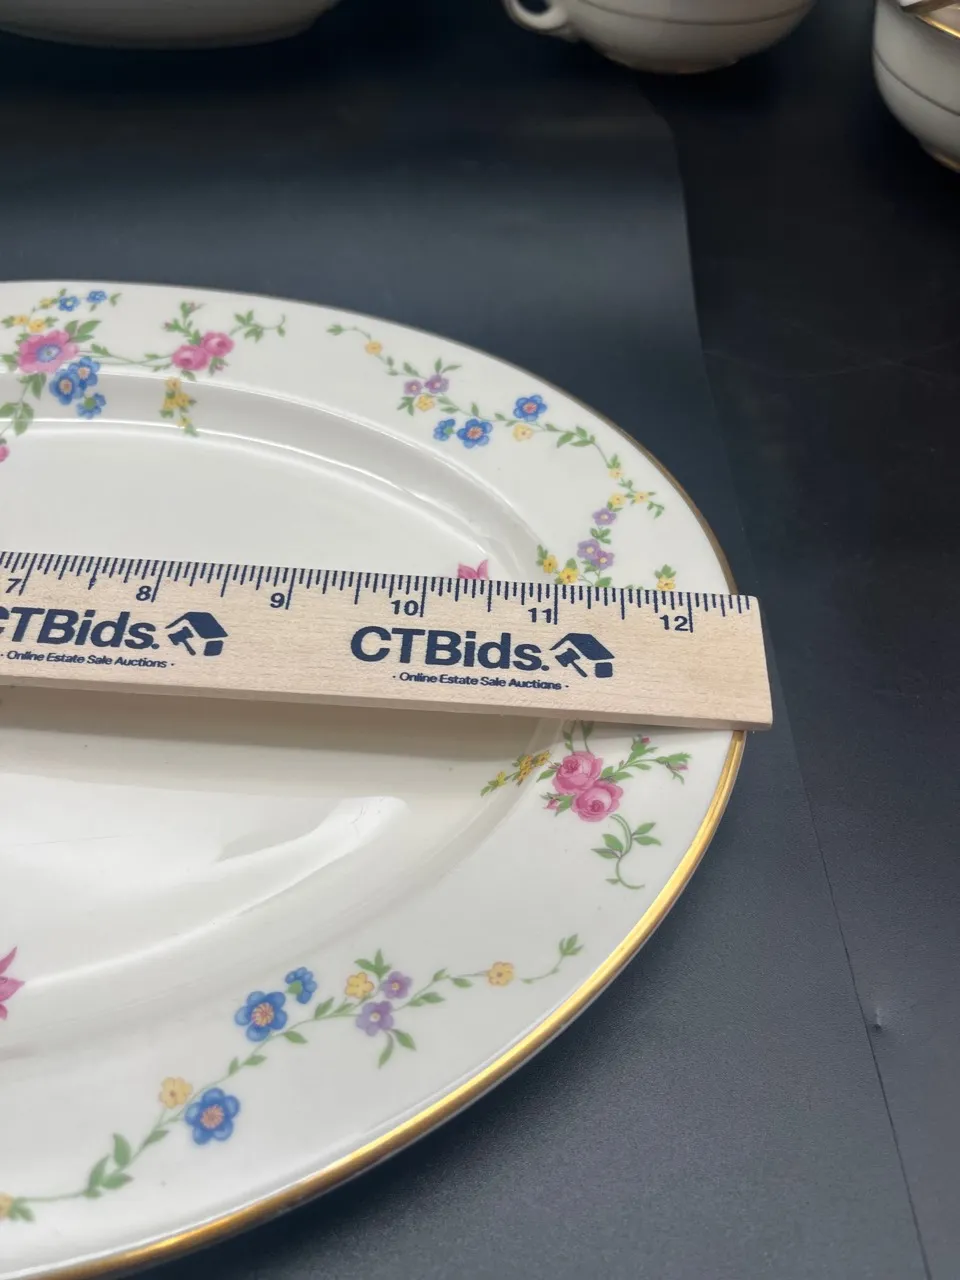 7 8 9 10 11 12
CTBids. CTBids.
· Online Estate Sale Auctions · · Online Estate Sale Auctions ·